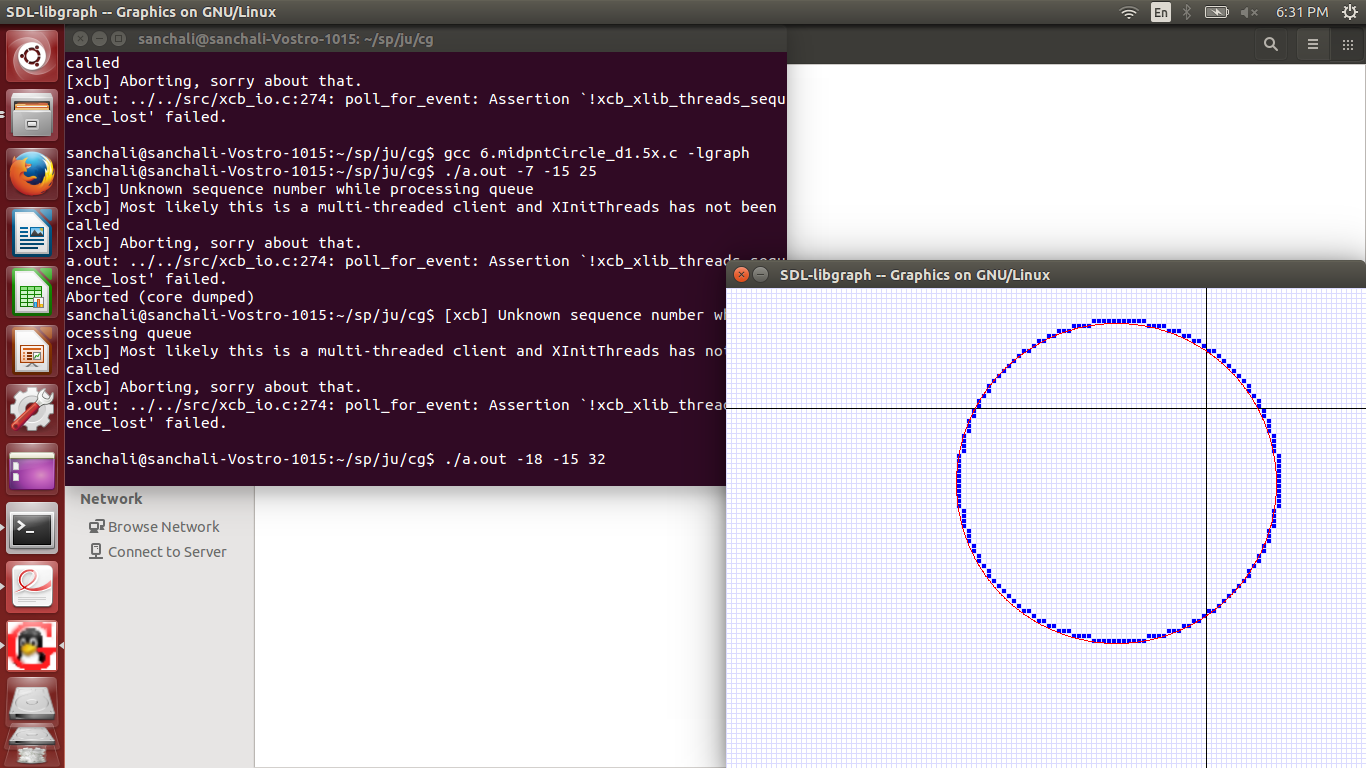 SDL-libgraph -- Graphics on GNU/Linux
En
6:31 PM
sanchali@sanchali-Vostro-1015: ~/sp/ju/cg
called
[xcb] Aborting, sorry about that.
a.out: ../../src/xcb_io.c:274: poll_for_event: Assertion `!xcb_xlib_threads_sequ
ence_lost' failed.
sanchali@sanchali-Vostro-1015:~/sp/ju/cg$ gcc 6.midpntCircle_d1.5x.c -lgraph
sanchali@sanchali-Vostro-1015:~/sp/ju/cg$ ./a.out -7 -15 25
[xcb] Unknown sequence number while processing queue
[xcb] Most likely this is a multi-threaded client and XInitThreads has not been
called
[xcb] Aborting, sorry about that.
a.out: ../../src/xcb_io.c:274: poll_for_event: Assertion `!xcb_xlib_threads_sequ
ence_lost' failed.
Aborted (core dumped)
sanchali@sanchali-Vostro-1015:~/sp/ju/cg$ [xcb] Unknown sequence number wh
ocessing queue
[xcb] Most likely this is a multi-threaded client and XInitThreads has not
called
[xcb] Aborting, sorry about that.
a.out: ../../src/xcb_io.c:274: poll_for_event: Assertion `!xcb_xlib_thread
ence_lost' failed.
sanchali@sanchali-Vostro-1015:~/sp/ju/cg$ ./a.out -18 -15 32
SDL-libgraph -- Graphics on GNU/Linux
Network
Browse Network
Connect to Server